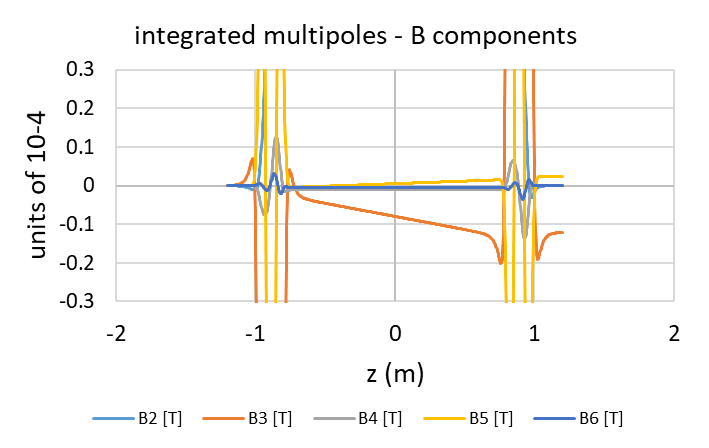 integrated multipoles - B components
0.3
0.2
0.1
0
-0.1
-0.2
-0.3
units of 10-4
-2 -1 0 1 2
z (m)
B2 [T] B3 [T] B4 [T] B5 [T] B6 [T]